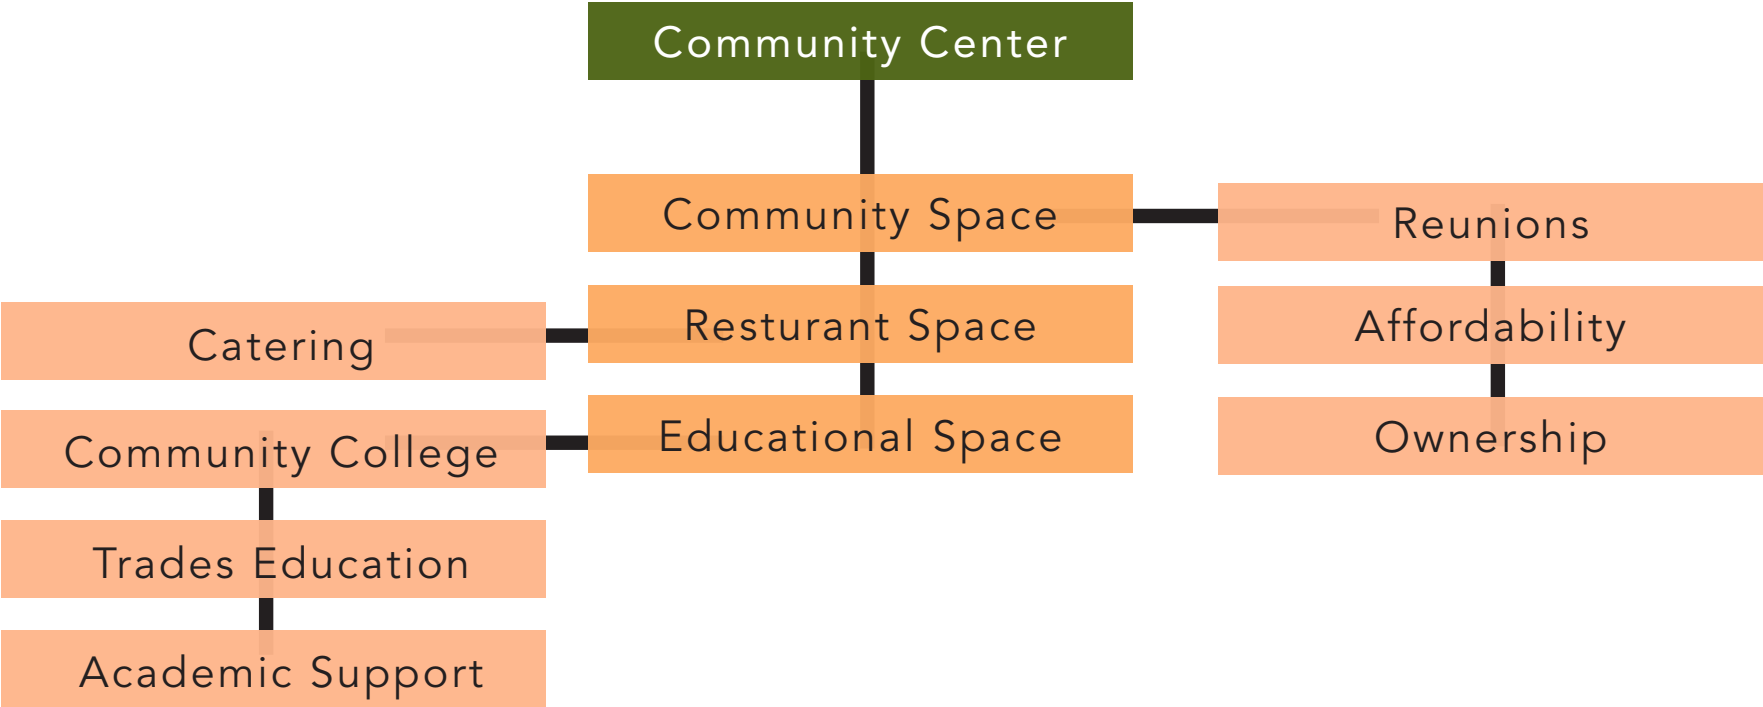 Community Center
Community Space
Reunions
Catering
Resturant Space
Affordability
Community College
Educational Space
Ownership
Trades Education
Academic Support